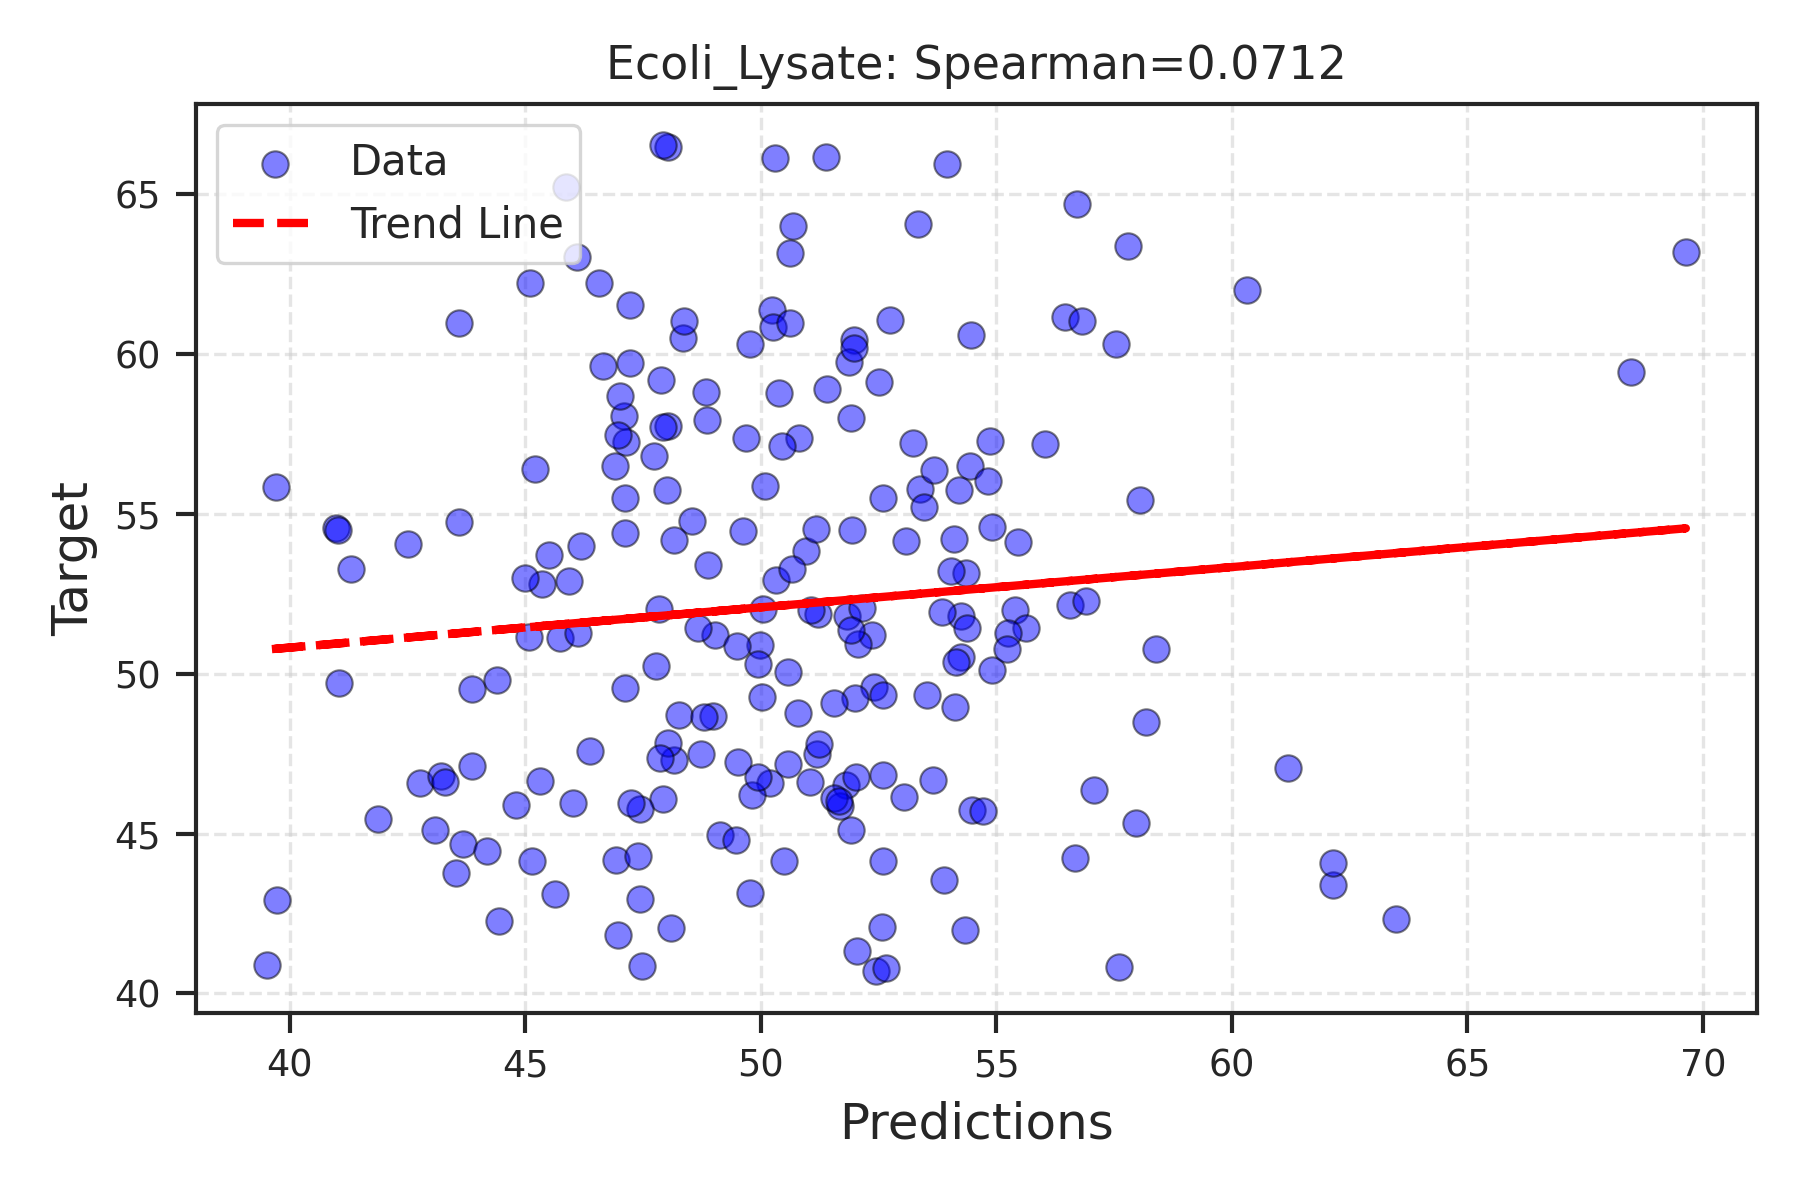 Ecoli_Lysate: Spearman=0.0712
Data
Trend Line
65
60
55
50
45
40
Target
40 45 50 55 60 65 70
Predictions